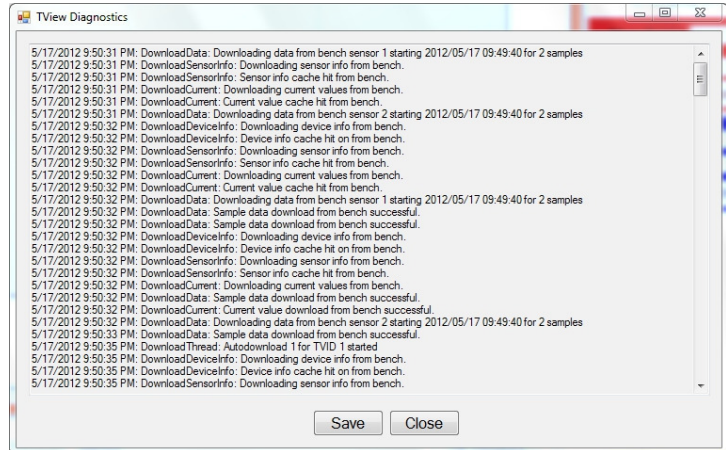 TView Diagnostics
5/17/2012 9:50:31 PM: DownloadData: Downloading data from bench sensor 1 starting 2012/05/17 09:49:40 for 2 samples
5/17/2012 9:50:31 PM: DownloadSensorInfo: Downloading sensor info from bench.
5/17/2012 9:50:31 PM: DownloadSensorInfo: Sensor info cache hit from bench.
5/17/2012 9:50:31 PM: DownloadCurrent: Downloading current values from bench.
5/17/2012 9:50:31 PM: DownloadCurrent: Current value cache hit from bench.
5/17/2012 9:50:31 PM: DownloadData: Downloading data from bench sensor 2 starting 2012/05/17 09:49:40 for 2 samples
5/17/2012 9:50:32 PM: DownloadDeviceInfo: Downloading device info from bench.
5/17/2012 9:50:32 PM: DownloadDeviceInfo: Device info cache hit on from bench.
5/17/2012 9:50:32 PM: DownloadSensorInfo: Downloading sensor info from bench.
5/17/2012 9:50:32 PM: DownloadSensorInfo: Sensor info cache hit from bench.
5/17/2012 9:50:32 PM: DownloadCurrent: Downloading current values from bench.
5/17/2012 9:50:32 PM: DownloadCurrent: Current value cache hit from bench.
5/17/2012 9:50:32 PM: DownloadData: Downloading data from bench sensor 1 starting 2012/05/17 09:49:40 for 2 samples
5/17/2012 9:50:32 PM: DownloadData: Sample data download from bench successful.
5/17/2012 9:50:32 PM: DownloadData: Sample data download from bench successful.
5/17/2012 9:50:32 PM: DownloadDeviceInfo: Downloading device info from bench.
5/17/2012 9:50:32 PM: DownloadDeviceInfo: Device info cache hit on from bench.
5/17/2012 9:50:32 PM: DownloadSensorInfo: Downloading sensor info from bench.
5/17/2012 9:50:32 PM: DownloadSensorInfo: Sensor info cache hit from bench.
5/17/2012 9:50:32 PM: DownloadCurrent: Downloading current values from bench.
5/17/2012 9:50:32 PM: DownloadData: Sample data download from bench successful.
5/17/2012 9:50:32 PM: DownloadCurrent: Current value download from bench successful.
5/17/2012 9:50:32 PM: DownloadData: Downloading data from bench sensor 2 starting 2012/05/17 09:49:40 for 2 samples
5/17/2012 9:50:33 PM: DownloadData: Sample data download from bench successful.
5/17/2012 9:50:35 PM: DownloadThread: Autodownload 1 for TVID 1 started
5/17/2012 9:50:35 PM: DownloadDeviceInfo: Downloading device info from bench.
5/17/2012 9:50:35 PM: DownloadDeviceInfo: Device info cache hit on from bench.
5/17/2012 9:50:35 PM: DownloadSensorInfo: Downloading sensor info from bench.
Save Close